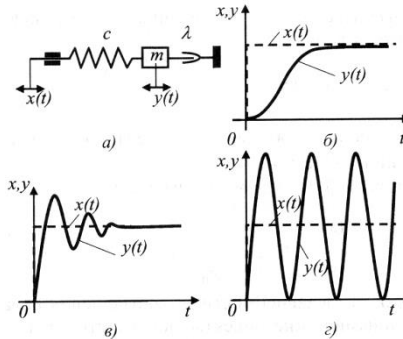 c
λ
m
x(t)
y(t)
а)
x,y
x(t)
y(t)
0
t
б)
x,y
x(t)
y(t)
0
t
в)
x,y
x(t)
y(t)
0
t
г)